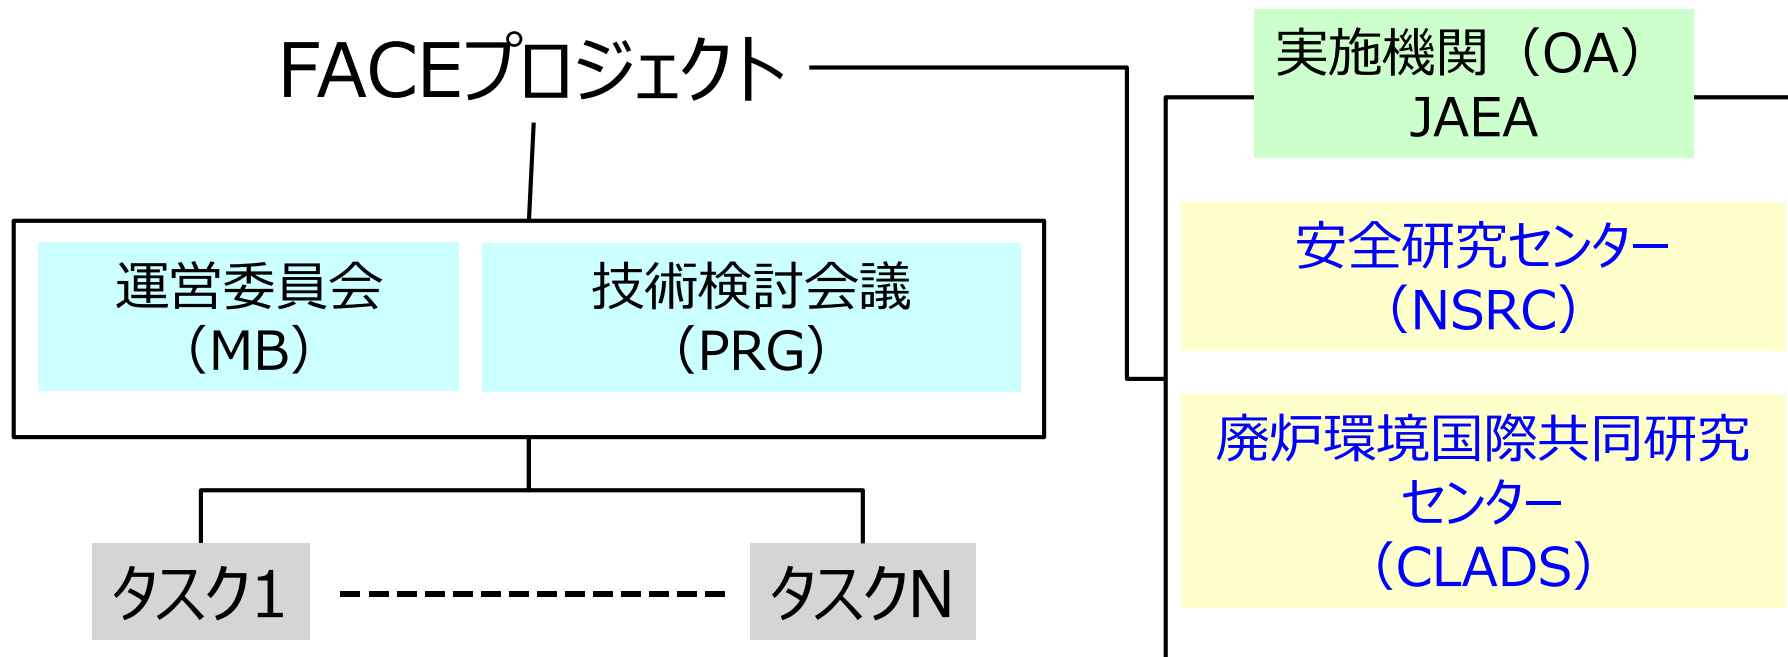 FACEプロジェクト
運営委員会
（MB）
技術検討会議
（PRG）
タスク1
タスクN
実施機関（OA）
JAEA
安全研究センター
（NSRC）
廃炉環境国際共同研究
センター
（CLADS）